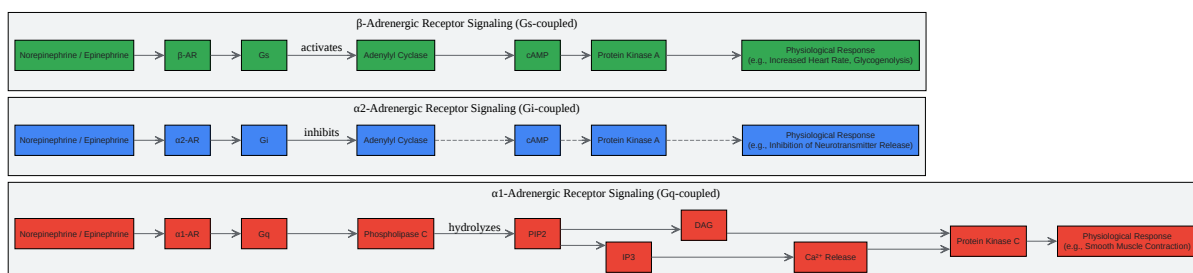 β-Adrenergic Receptor Signaling (Gs-coupled)
Norepinephrine / Epinephrine
β-AR
Gs
activates
Adenylyl Cyclase
cAMP
Protein Kinase A
Physiological Response
(e.g., Increased Heart Rate, Glycogenolysis)
α2-Adrenergic Receptor Signaling (Gi-coupled)
Norepinephrine / Epinephrine
α2-AR
Gi
inhibits
Adenylyl Cyclase
cAMP
Protein Kinase A
Physiological Response
(e.g., Inhibition of Neurotransmitter Release)
α1-Adrenergic Receptor Signaling (Gq-coupled)
Norepinephrine / Epinephrine
α1-AR
Gq
Phospholipase C
hydrolyzes
PIP2
DAG
IP3
Ca²⁺ Release
Protein Kinase C
Physiological Response
(e.g., Smooth Muscle Contraction)